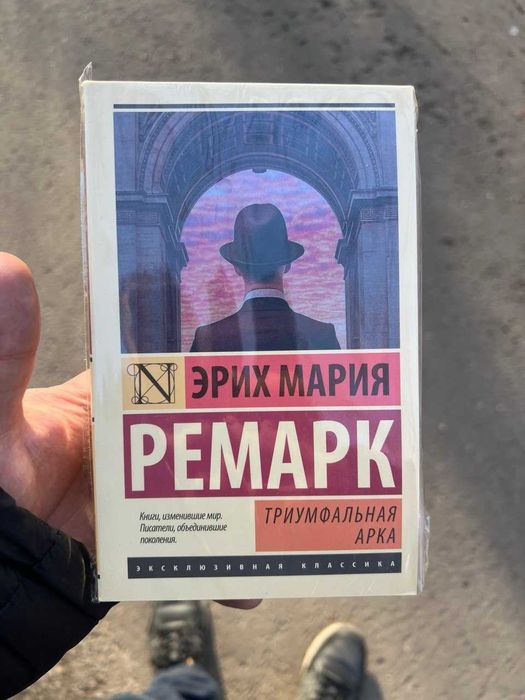 N
ЭРИХ МАРИЯ
РЕМАРК
Книги, изменившие мир.
Писатели, объединившие
поколения.
ТРИУМФАЛЬНАЯ
АРКА
ЭКСКЛЮЗИВНАЯ КЛАССИКА